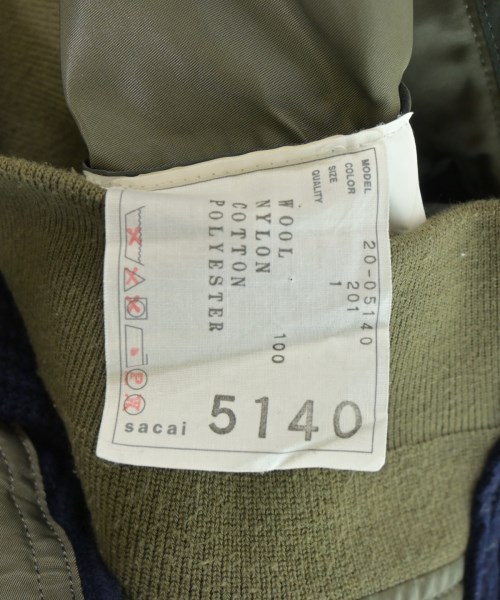 MODEL 20-05140
COLOR 201
SIZE 1
QUALITY
WOOL
NYLON 100
COTTON
POLYESTER
P
W
sacai 5140